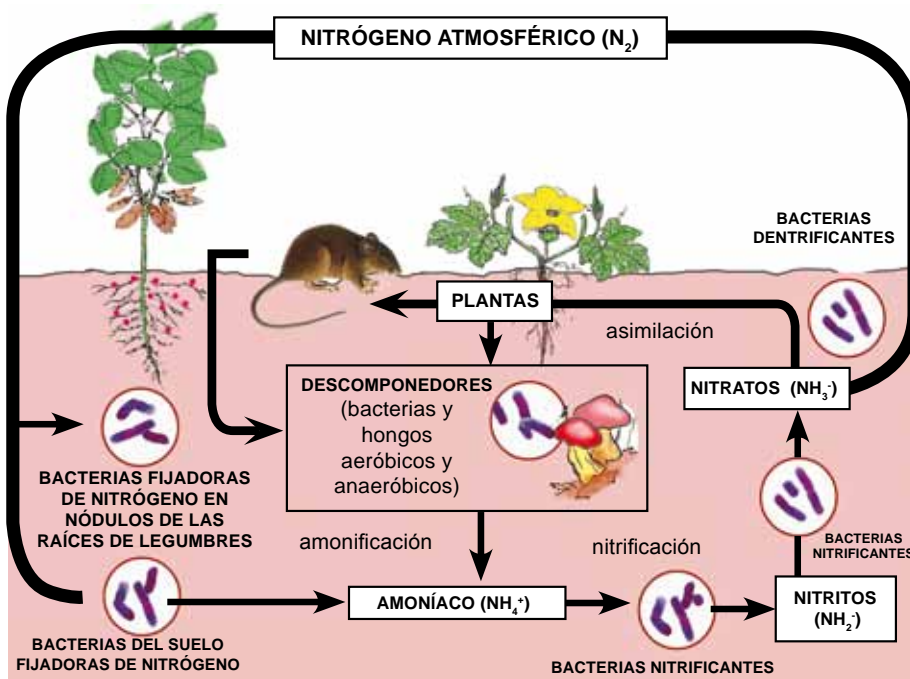 NITRÓGENO ATMOSFÉRICO (N₂)
BACTERIAS
DENTRIFICANTES
PLANTAS
asimilación
DESCOMPONEDORES
(bacterias y
hongos
aeróbicos y
anaeróbicos)
NITRATOS (NH₃⁻)
BACTERIAS FIJADORAS
DE NITRÓGENO EN
NÓDULOS DE LAS
RAÍCES DE LEGUMBRES
amonificación
nitrificación
BACTERIAS
NITRIFICANTES
AMONÍACO (NH₄⁺)
NITRITOS
(NH₂⁻)
BACTERIAS DEL SUELO
FIJADORAS DE NITRÓGENO
BACTERIAS NITRIFICANTES